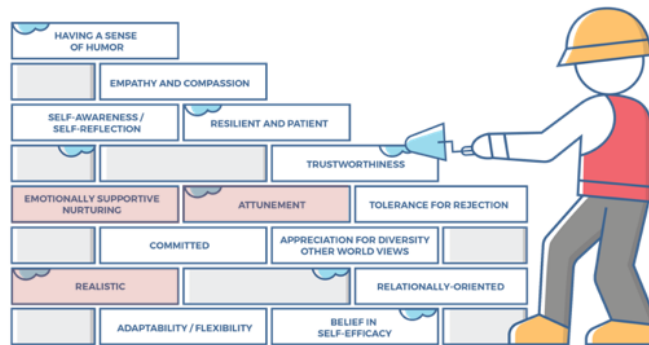 HAVING A SENSE
OF HUMOR
EMPATHY AND COMPASSION
SELF-AWARENESS /
SELF-REFLECTION
RESILIENT AND PATIENT
TRUSTWORTHINESS
EMOTIONALLY SUPPORTIVE
NURTURING
ATTUNEMENT
TOLERANCE FOR REJECTION
COMMITTED
APPRECIATION FOR DIVERSITY
OTHER WORLD VIEWS
REALISTIC
RELATIONALLY-ORIENTED
ADAPTABILITY / FLEXIBILITY
BELIEF IN
SELF-EFFICACY